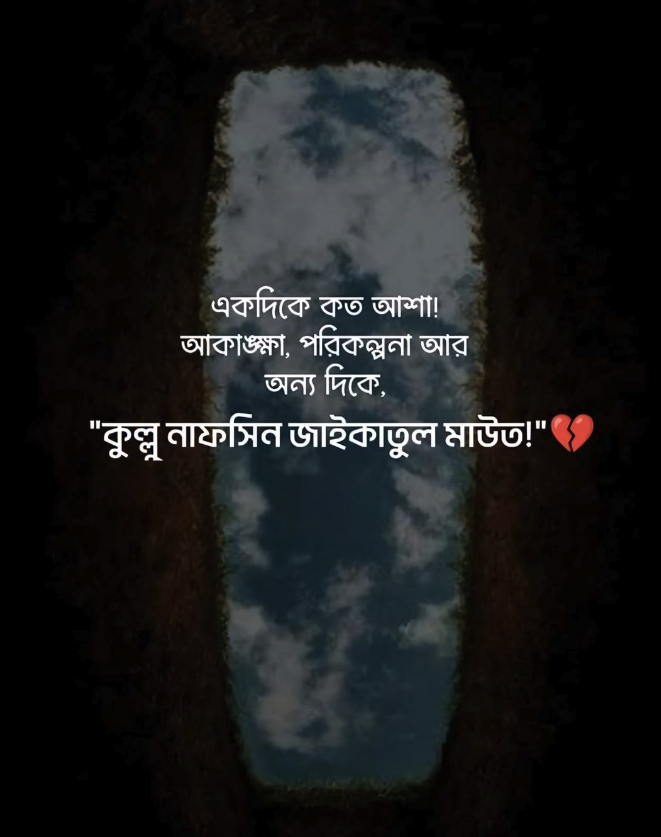 একদিকে কত আশা!
আকাঙ্ক্ষা, পরিকল্পনা আর
অন্য দিকে,
"কুল্লু নাফসিন জাইকাতুল মাউত!"💔